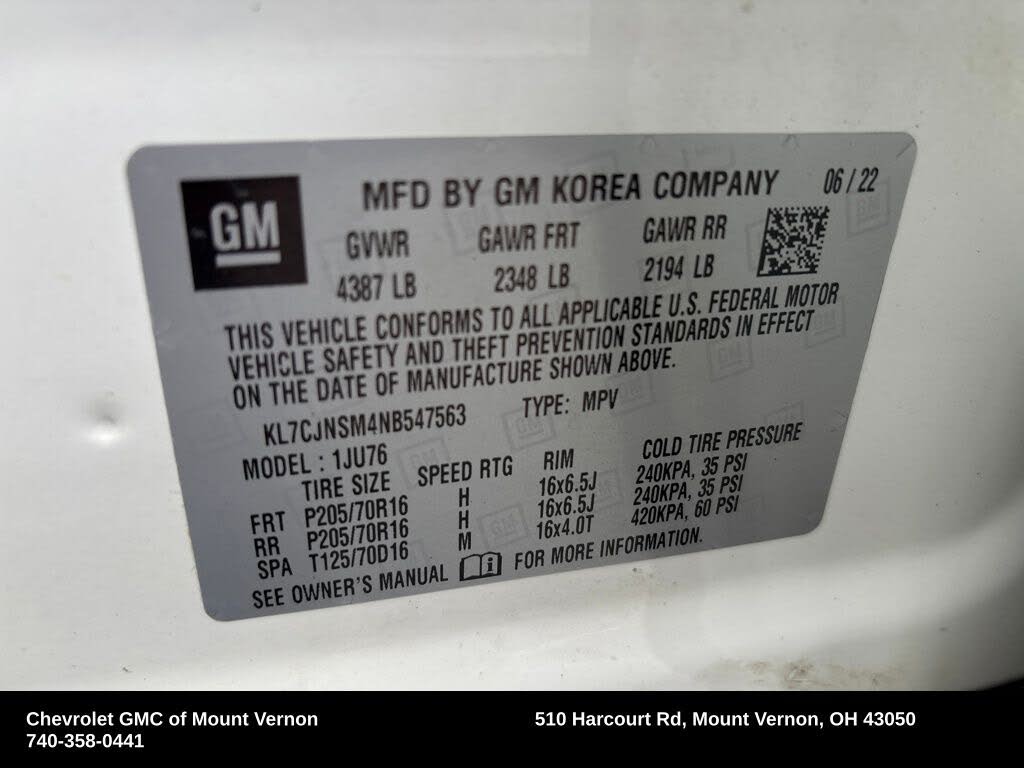 GM
MFD BY GM KOREA COMPANY 06 / 22
GVWR GAWR FRT GAWR RR
4387 LB 2348 LB 2194 LB
THIS VEHICLE CONFORMS TO ALL APPLICABLE U.S. FEDERAL MOTOR
VEHICLE SAFETY AND THEFT PREVENTION STANDARDS IN EFFECT
ON THE DATE OF MANUFACTURE SHOWN ABOVE.
KL7CJNSM4NB547563 TYPE: MPV
MODEL : 1JU76
TIRE SIZE SPEED RTG RIM COLD TIRE PRESSURE
FRT P205/70R16 H 16x6.5J 240KPA, 35 PSI
RR P205/70R16 H 16x6.5J 240KPA, 35 PSI
SPA T125/70D16 M 16x4.0T 420KPA, 60 PSI
SEE OWNER'S MANUAL FOR MORE INFORMATION.
Chevrolet GMC of Mount Vernon 510 Harcourt Rd, Mount Vernon, OH 43050
740-358-0441